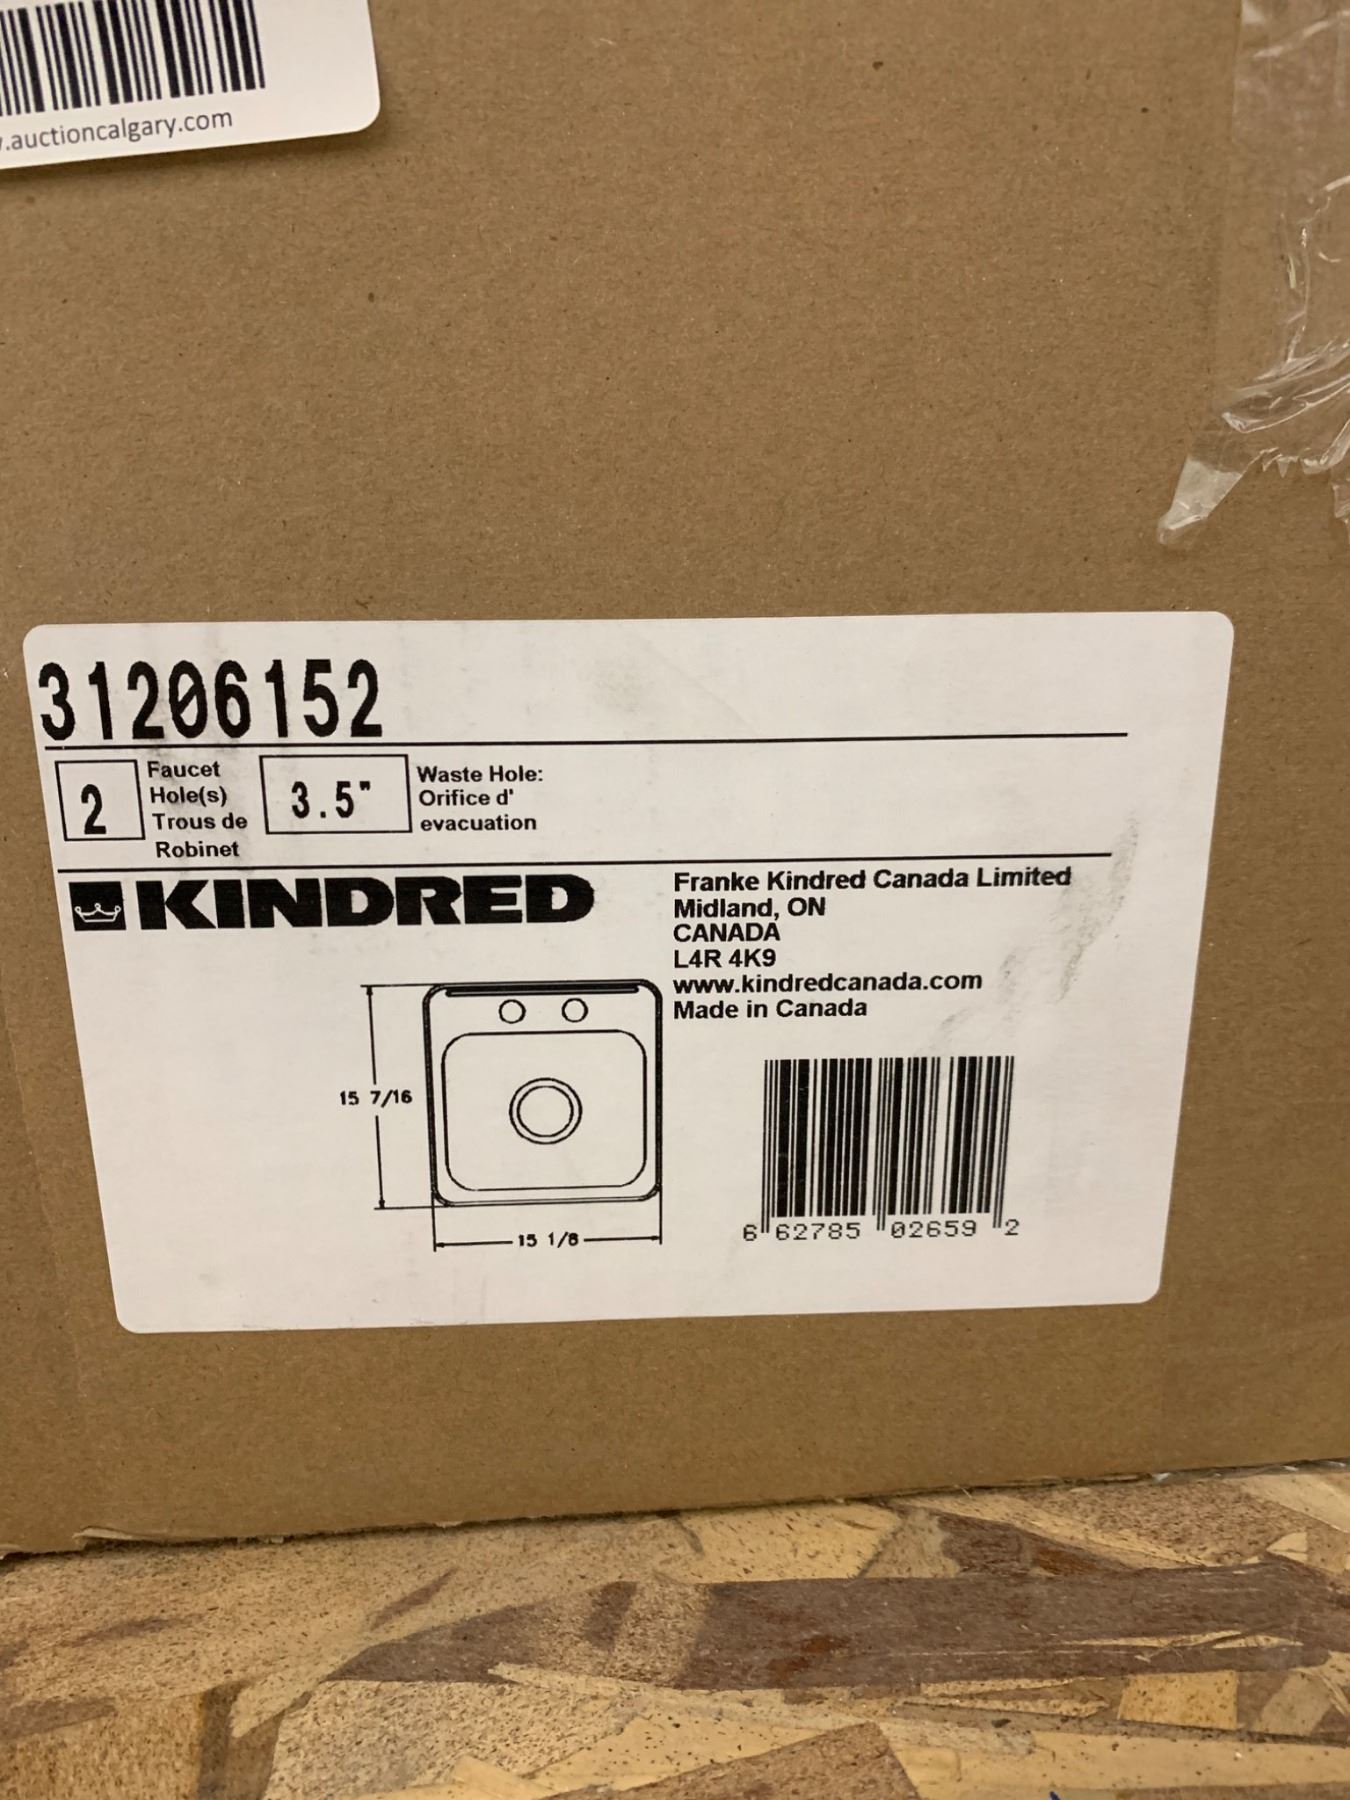 .auctioncalgary.com
31206152
2
Faucet
Hole(s)
Trous de
Robinet
3.5"
Waste Hole:
Orifice d'
evacuation
KINDRED
Franke Kindred Canada Limited
Midland, ON
CANADA
L4R 4K9
www.kindredcanada.com
Made in Canada
15 7/16
15 1/8
6 62785 02659 2